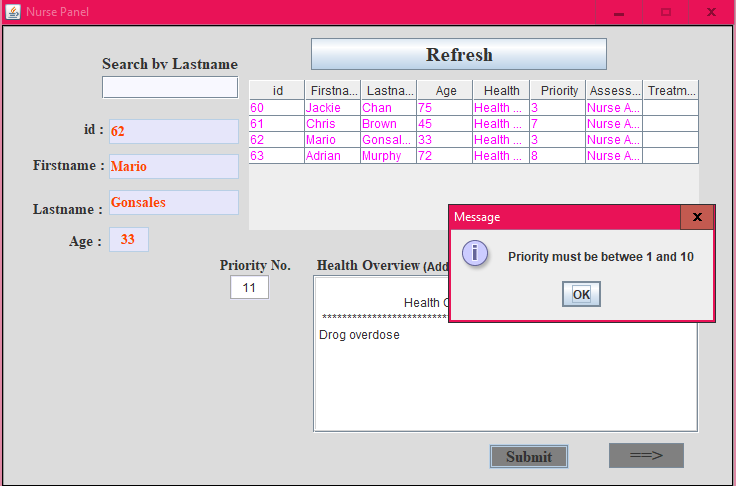 Nurse Panel
Refresh
Search by Lastname
id Firstna... Lastna... Age Health Priority Assess... Treatm...
60 Jackie Chan 75 Health ... 3 Nurse A...
61 Chris Brown 45 Health ... 7 Nurse A...
62 Mario Gonsal... 33 Health ... 3 Nurse A...
63 Adrian Murphy 72 Health ... 8 Nurse A...
id : 62
Firstname : Mario
Lastname : Gonsales
Age : 33
Message
Priority must be betwee 1 and 10
OK
Priority No. Health Overview (Add
11
Health O
**************************
Drog overdose
Submit ==>